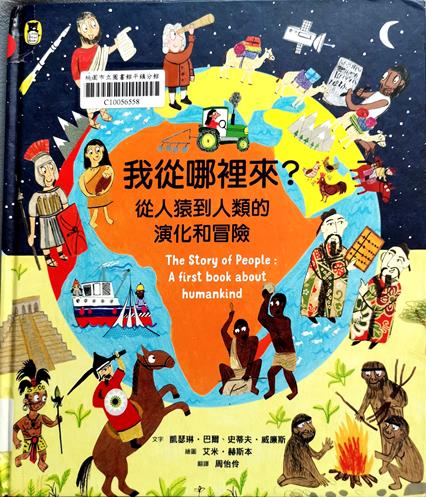 桃園市立圖書館平鎮分館
C10056558
我從哪裡來?
從人猿到人類的
演化和冒險
The Story of People :
A first book about
humankind
文字 凱瑟琳・巴爾、史蒂夫・威廉斯
繪圖 艾米・赫斯本
翻譯 周怡伶